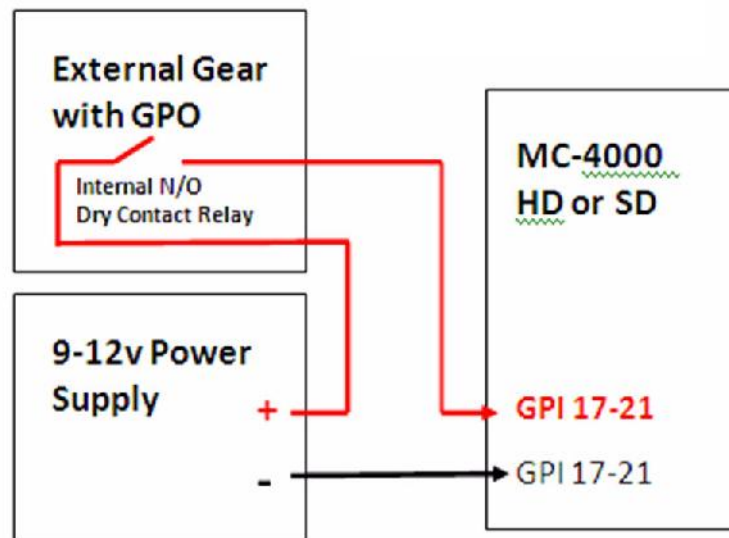 External Gear
with GPO
Internal N/O
Dry Contact Relay
9-12v Power
Supply
+
-
MC-4000
HD or SD
GPI 17-21
GPI 17-21